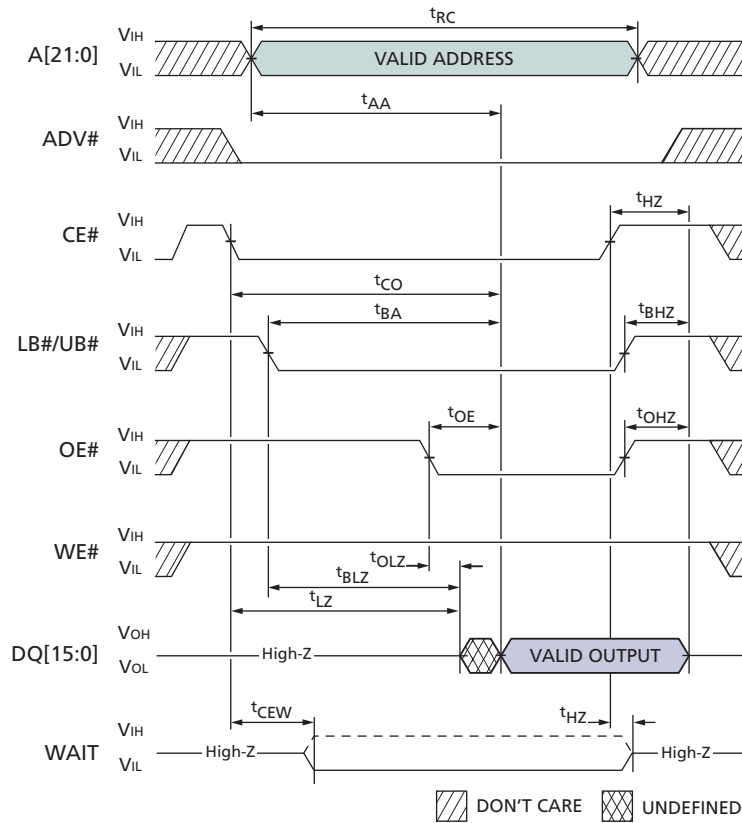 tRC
VIH
A[21:0] VALID ADDRESS
VIL
tAA
VIH
ADV#
VIL
tHZ
VIH
CE#
VIL
tCO
tBA tBHZ
VIH
LB#/UB#
VIL
tOE tOHZ
VIH
OE#
VIL
VIH
WE#
VIL
tOLZ
tBLZ
tLZ
VOH
DQ[15:0] High-Z VALID OUTPUT
VOL
tCEW tHZ
VIH
WAIT High-Z High-Z
VIL
DON'T CARE UNDEFINED